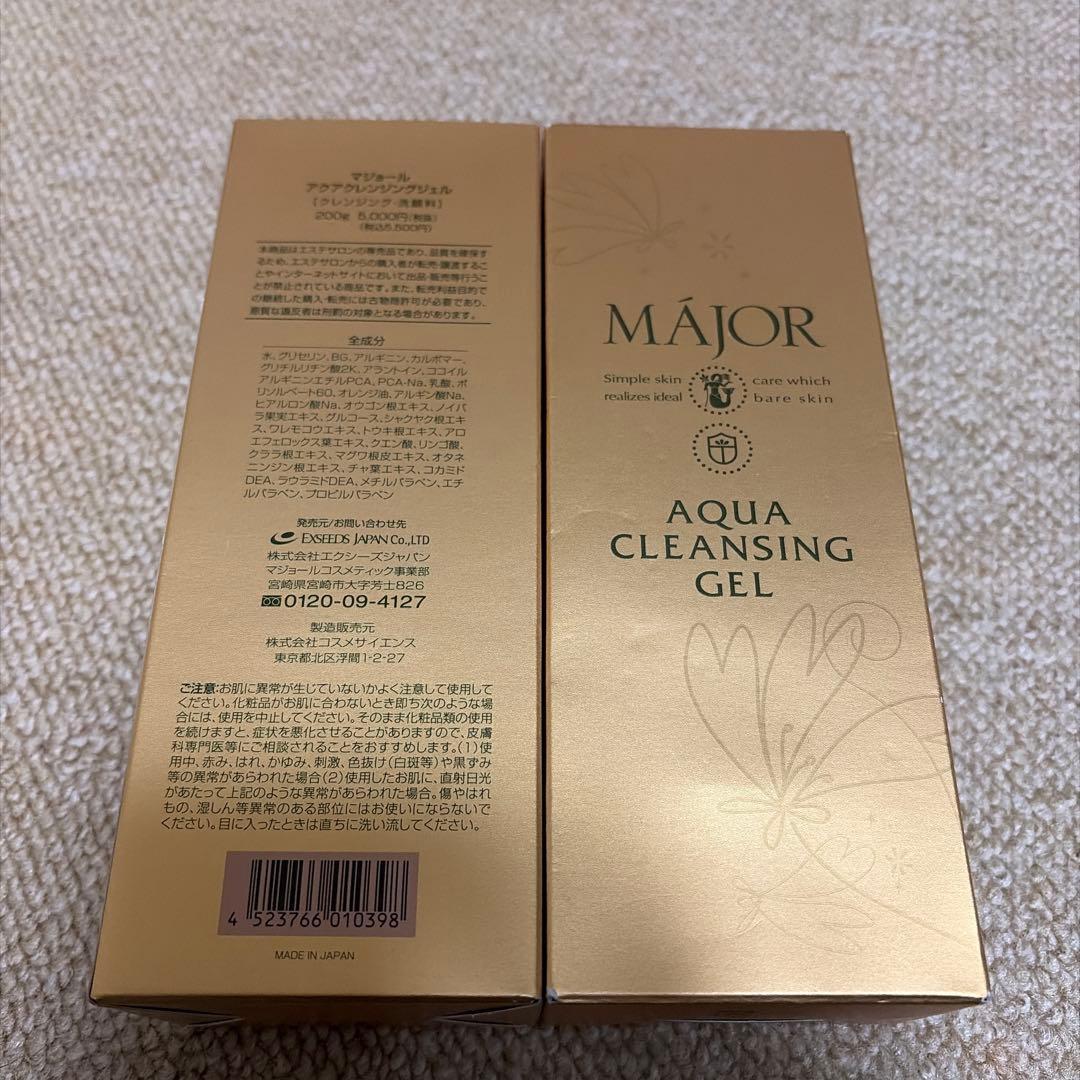 マジョール
アクアクレンジングジェル
[クレンジング・洗顔料]
200g 5,000円(税抜)
(税込5,500円)
本商品はエステサロンの専売品であり、品質を確保す
るため、エステサロンからの購入者が転売・譲渡するこ
とやインターネットサイトにおいて出品・販売等行うこ
とが禁止されている商品です。また、転売利益目的で
の継続した購入・転売には古物商許可が必要であり、
悪質な違反者は刑罰の対象となる場合があります。
全成分
水、グリセリン、BG、アルギニン、カルボマー、
グリチルリチン酸2K、アラントイン、ココイル
アルギニンエチルPCA、PCA-Na、乳酸、ポ
リソルベート60、オレンジ油、アルギン酸Na、
ヒアルロン酸Na、オウゴン根エキス、ノイバ
ラ果実エキス、グルコース、シャクヤク根エキ
ス、ワレモコウエキス、トウキ根エキス、アロ
エフェロックス葉エキス、クエン酸、リンゴ酸、
クララ根エキス、マグワ根皮エキス、オタネ
ニンジン根エキス、チャ葉エキス、コカミド
DEA、ラウラミドDEA、メチルパラベン、エチ
ルパラベン、プロピルパラベン
発売元/お問い合わせ先
EXSEEDS JAPAN Co.,LTD
株式会社エクシーズジャパン
マジョールコスメティック事業部
宮崎県宮崎市大字芳士826
0120-09-4127
製造販売元
株式会社コスメサイエンス
東京都北区浮間1-2-27
ご注意:お肌に異常が生じていないかよく注意して使用して
ください。化粧品がお肌に合わないとき即ち次のような場
合には、使用を中止してください。そのまま化粧品類の使用
を続けますと、症状を悪化させることがありますので、皮膚
科専門医等にご相談されることをおすすめします。(1)使
用中、赤み、はれ、かゆみ、刺激、色抜け(白斑等)や黒ずみ
等の異常があらわれた場合(2)使用したお肌に、直射日光
があたって上記のような異常があらわれた場合。傷やはれ
もの、湿しん等異常のある部位にはお使いにならないで
ください。目に入ったときは直ちに洗い流してください。
4 523766 010398
MADE IN JAPAN
MÁJOR
Simple skin care which
realizes ideal bare skin
AQUA
CLEANSING
GEL